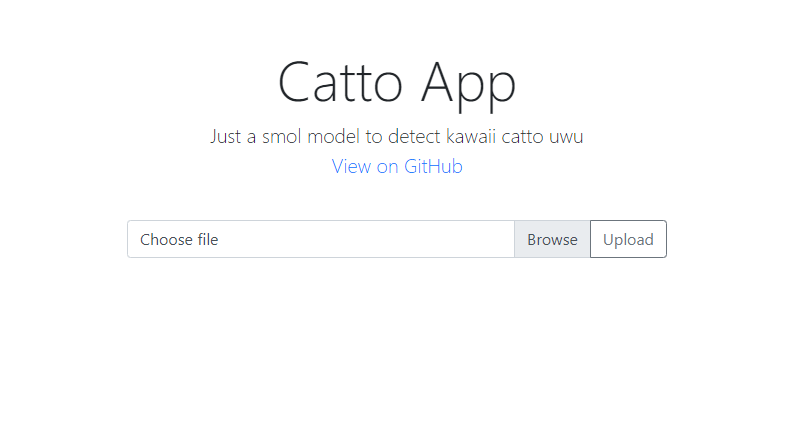 Catto App
Just a smol model to detect kawaii catto uwu
View on GitHub
Choose file Browse Upload